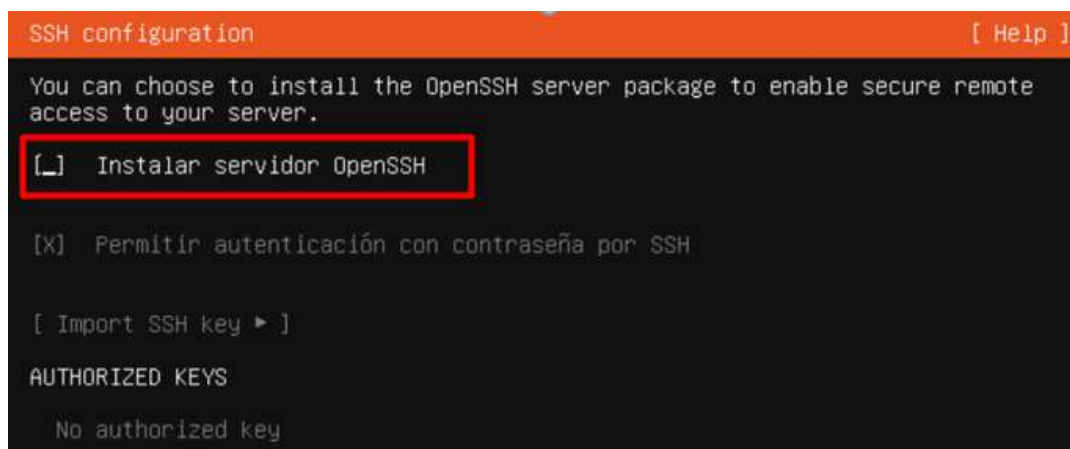 SSH configuration [ Help ]
You can choose to install the OpenSSH server package to enable secure remote
access to your server.
[_] Instalar servidor OpenSSH
[X] Permitir autenticación con contraseña por SSH
[ Import SSH key ► ]
AUTHORIZED KEYS
No authorized key